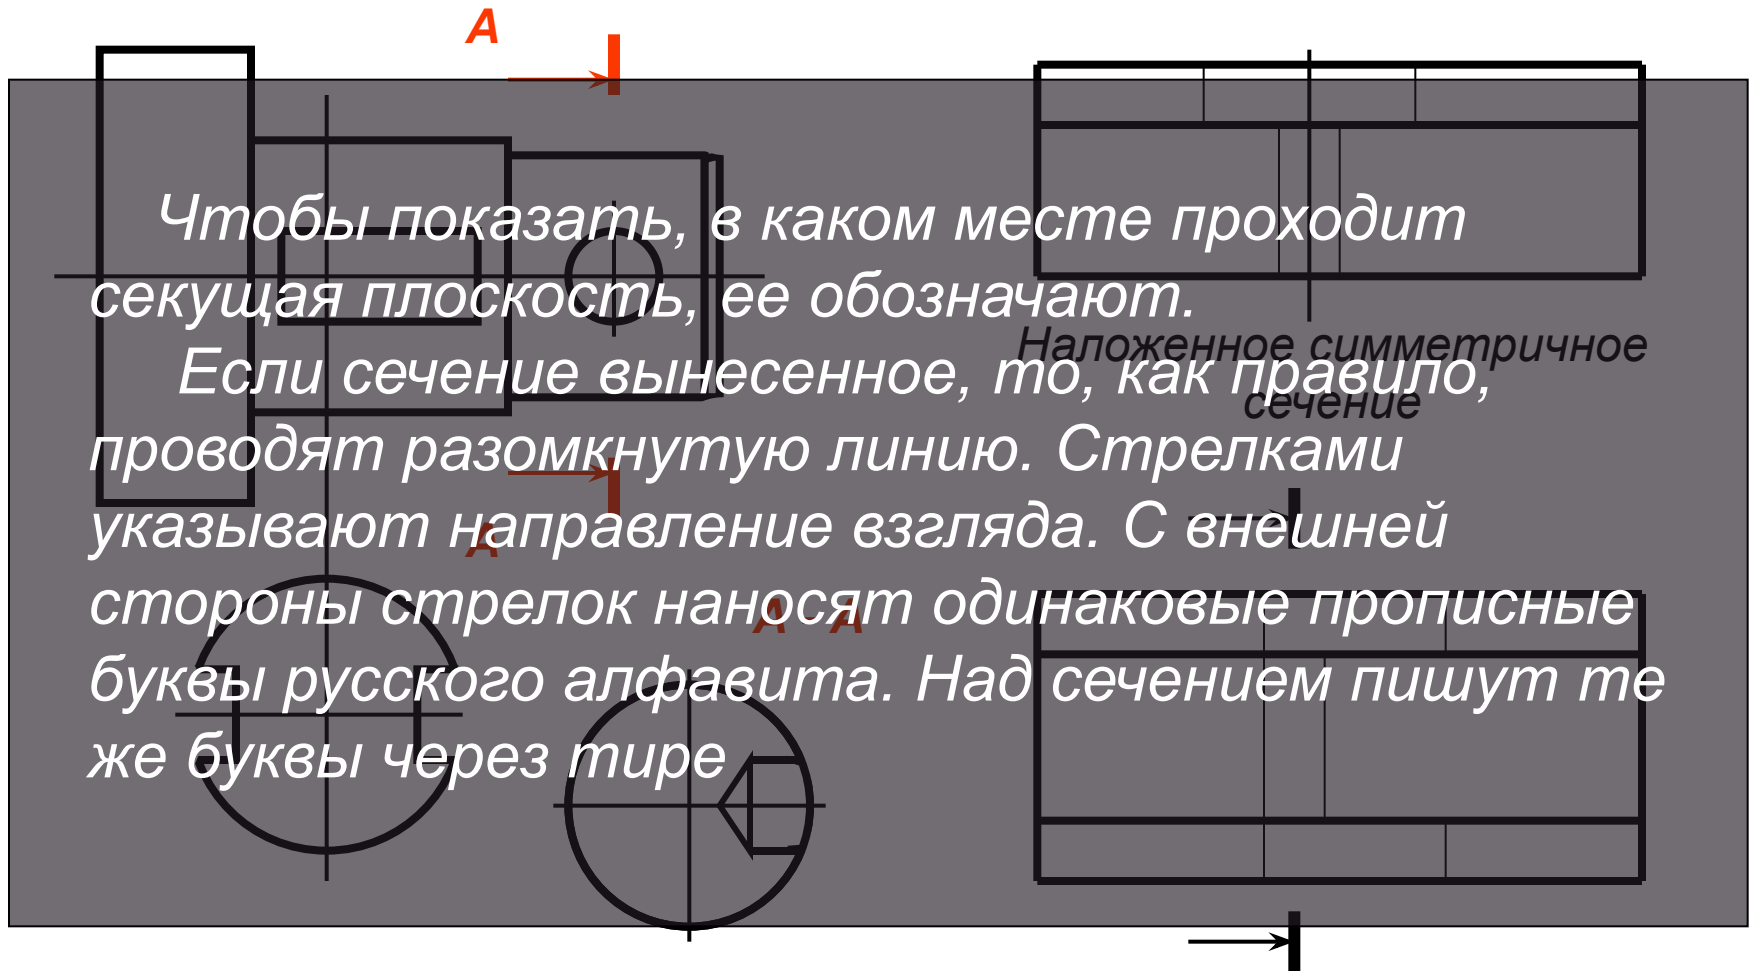 А
Чтобы показать, в каком месте проходит
секущая плоскость, ее обозначают.
Наложенное симметричное
сечение
Если сечение вынесенное, то, как правило,
проводят разомкнутую линию. Стрелками
указывают направление взгляда. С внешней
А
стороны стрелок наносят одинаковые прописные
А - А
буквы русского алфавита. Над сечением пишут те
же буквы через тире